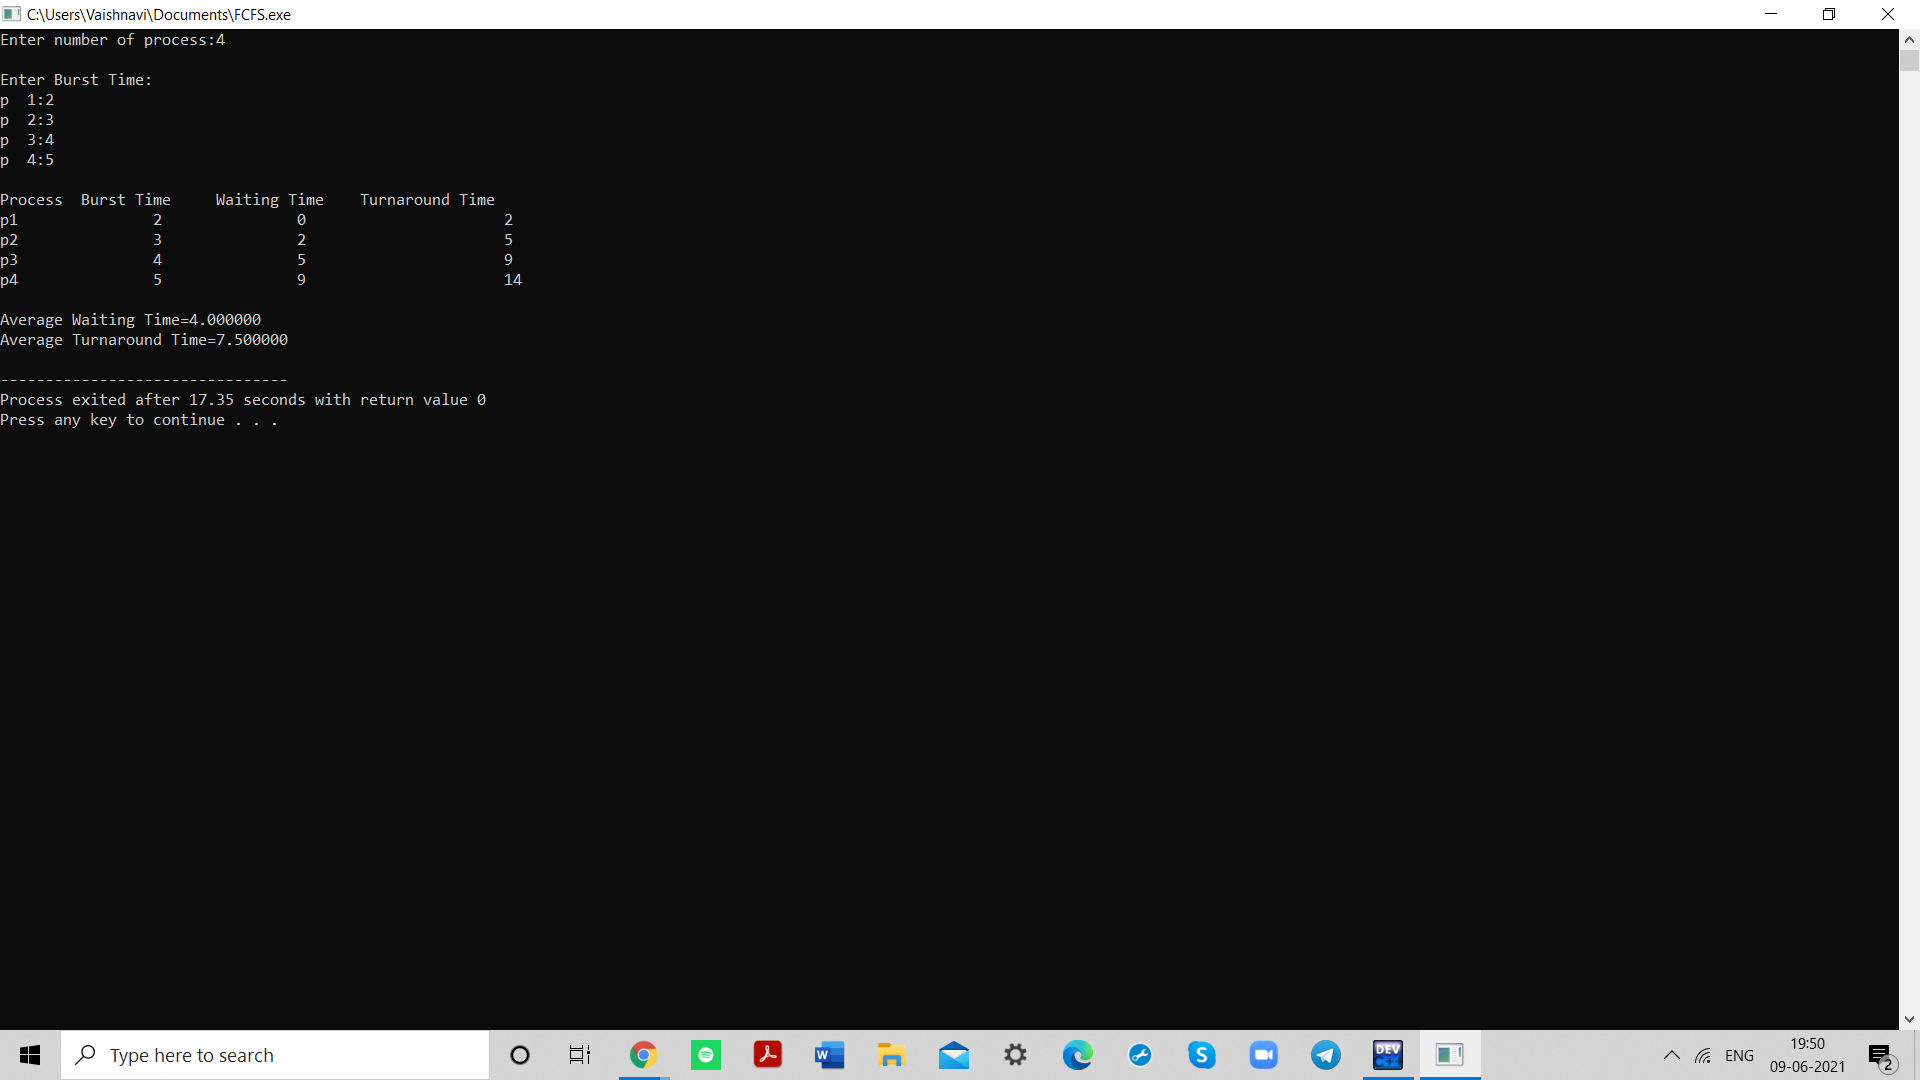 C:\Users\Vaishnavi\Documents\FCFS.exe
Enter number of process:4
Enter Burst Time:
p  1:2
p  2:3
p  3:4
p  4:5
Process  Burst Time     Waiting Time    Turnaround Time
p1               2               0                      2
p2               3               2                      5
p3               4               5                      9
p4               5               9                      14
Average Waiting Time=4.000000
Average Turnaround Time=7.500000
--------------------------------
Process exited after 17.35 seconds with return value 0
Press any key to continue . . .
Type here to search
W
S
DEV
C++
ENG
19:50
09-06-2021
2